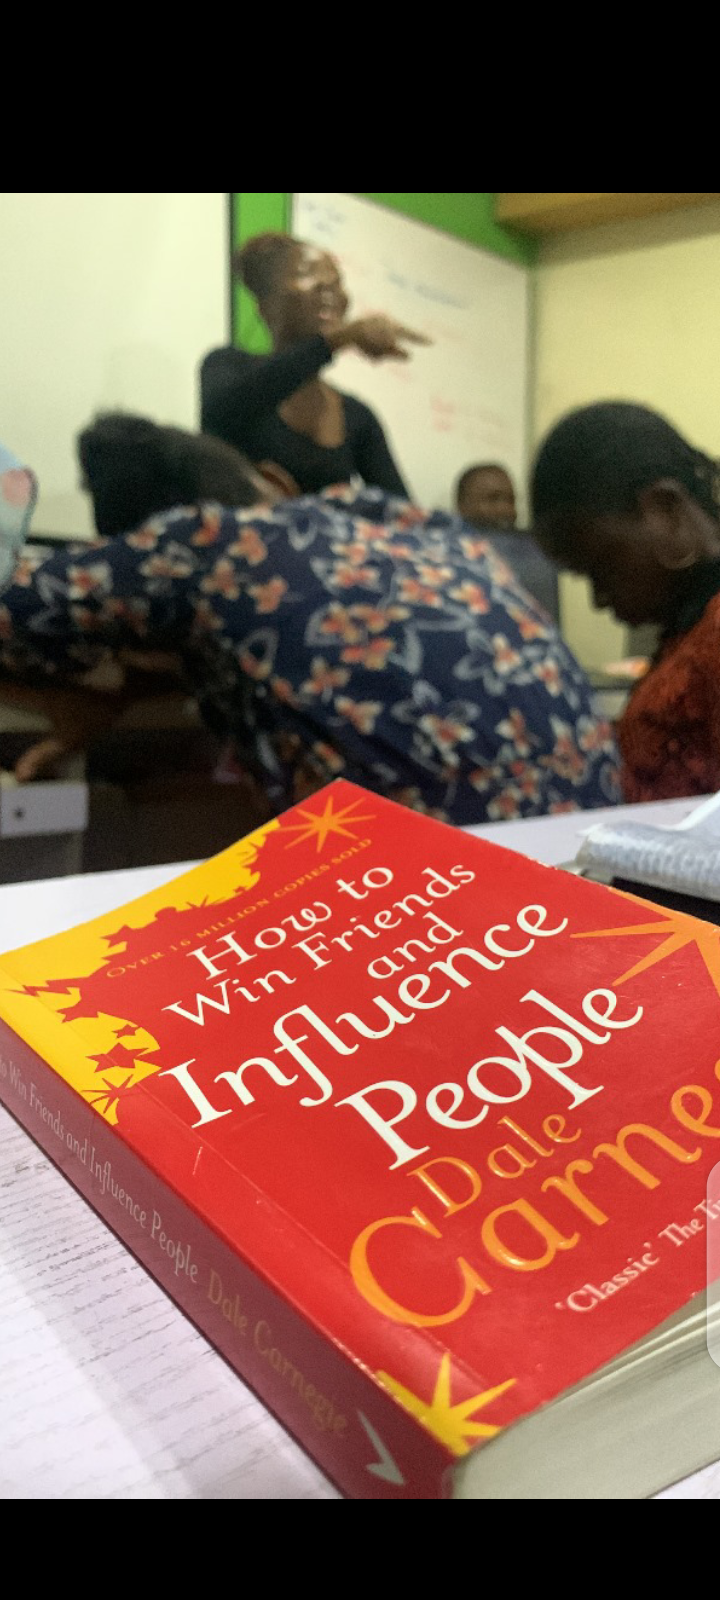 OVER 16 MILLION COPIES SOLD
How to
Win Friends
and
Influence
People
Dale
Carne
'Classic' The
to Win Friends and Influence People Dale Carnegie